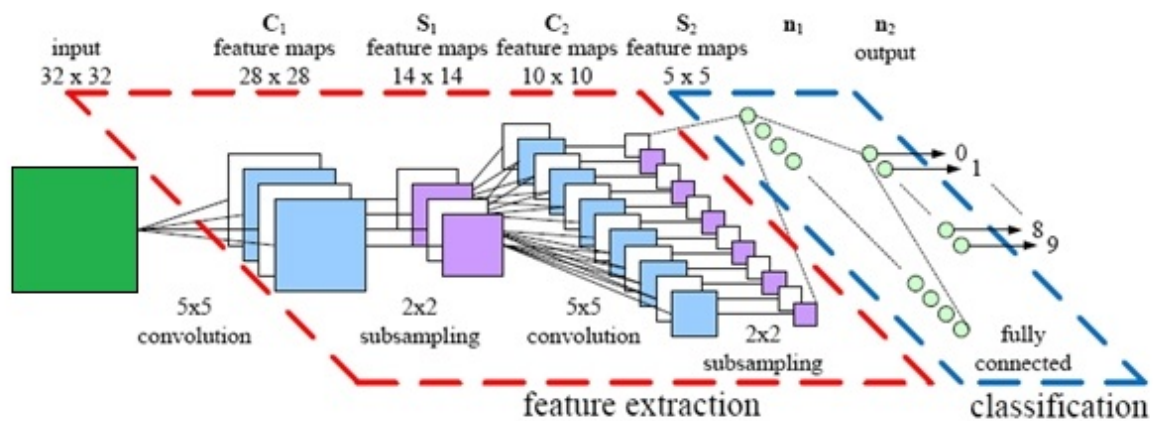 C₁ S₁ C₂ S₂ n₁ n₂
input feature maps feature maps feature maps feature maps output
32 x 32 28 x 28 14 x 14 10 x 10 5 x 5
0
1
8
9
5x5 2x2 5x5 2x2 fully
convolution subsampling convolution subsampling connected
feature extraction classification